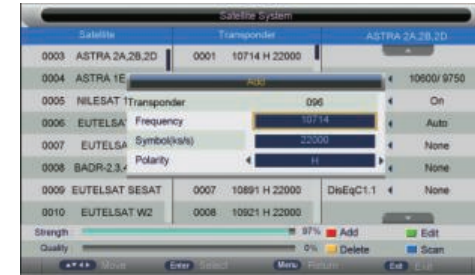 Satellite System
Satellite Transponder ASTRA 2A,2B,2D
0003 ASTRA 2A,2B,2D 0001 10714 H 22000
0004 ASTRA 1E 10600/ 9750
Add
0005 NILESAT 1 Transponder 096 On
0006 EUTELSA Frequency 10714 Auto
0007 EUTELSA Symbol(ks/s) 22000 None
0008 BADR-2,3,4 Polarity H None
0009 EUTELSAT SESAT 0007 10891 H 22000 DisEqC1.1 None
0010 EUTELSAT W2 0008 10921 H 22000
Strength 97% Add Edit
Quality 0% Delete Scan
Move Enter Select Menu Return Exit Exit